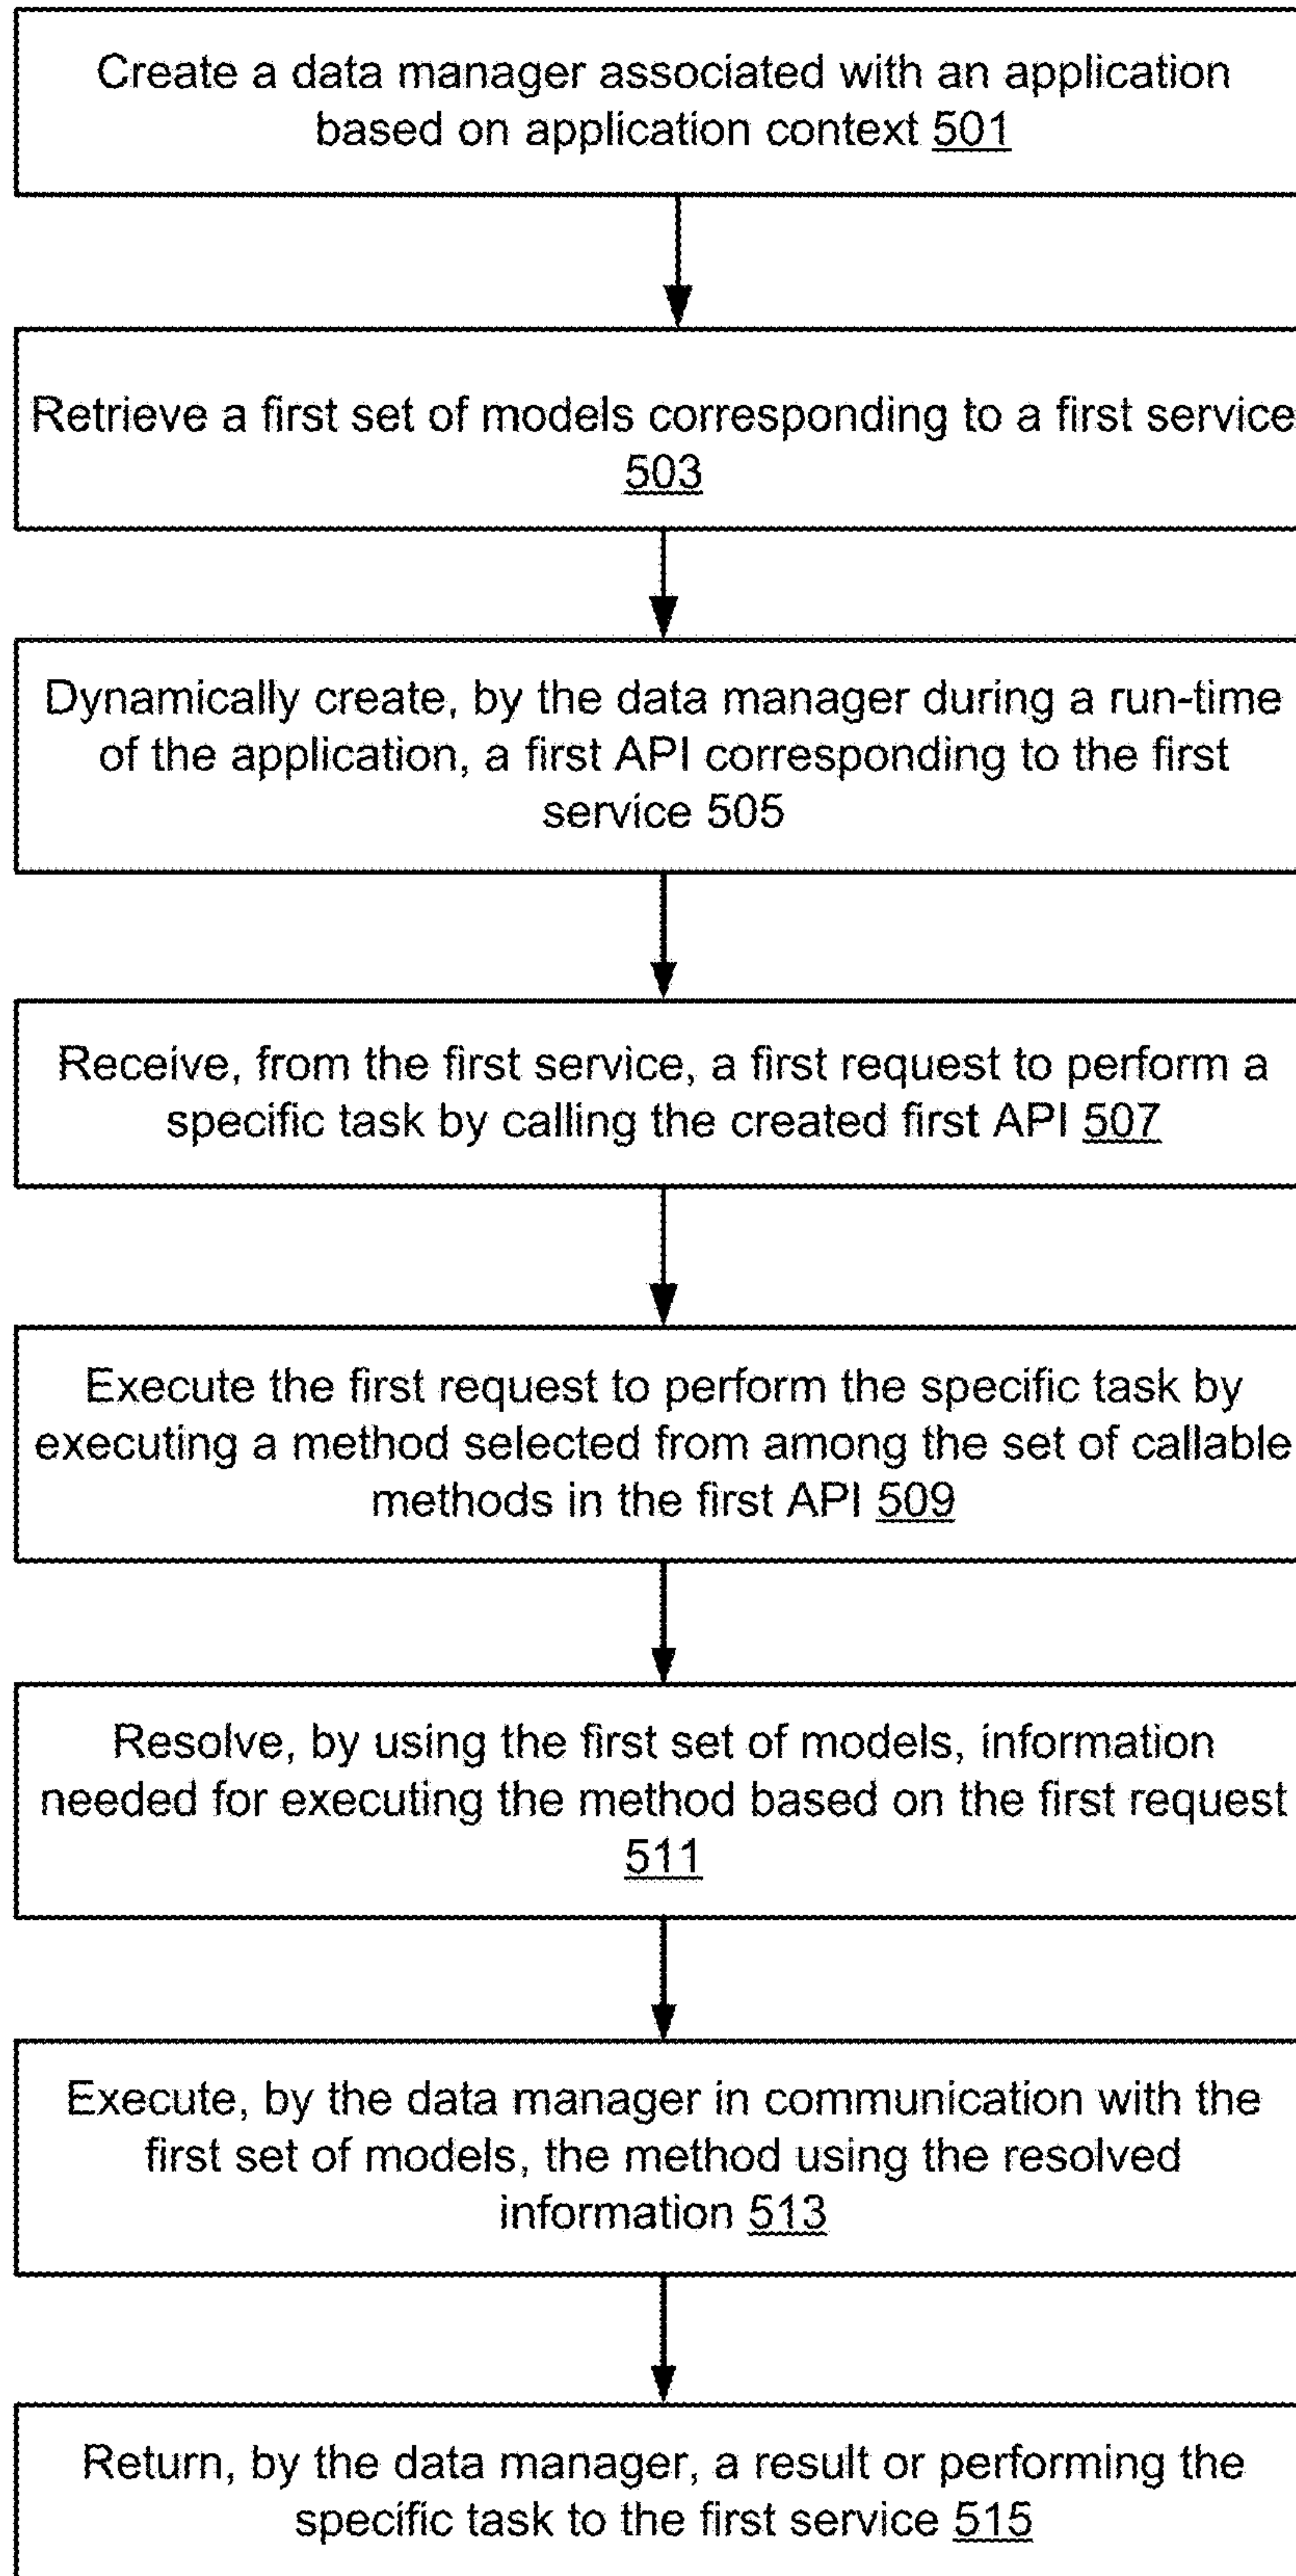 Create a data manager associated with an application
based on application context 501
Retrieve a first set of models corresponding to a first service
503
Dynamically create, by the data manager during a run-time
of the application, a first API corresponding to the first
service 505
Receive, from the first service, a first request to perform a
specific task by calling the created first API 507
Execute the first request to perform the specific task by
executing a method selected from among the set of callable
methods in the first API 509
Resolve, by using the first set of models, information
needed for executing the method based on the first request
511
Execute, by the data manager in communication with the
first set of models, the method using the resolved
information 513
Return, by the data manager, a result or performing the
specific task to the first service 515